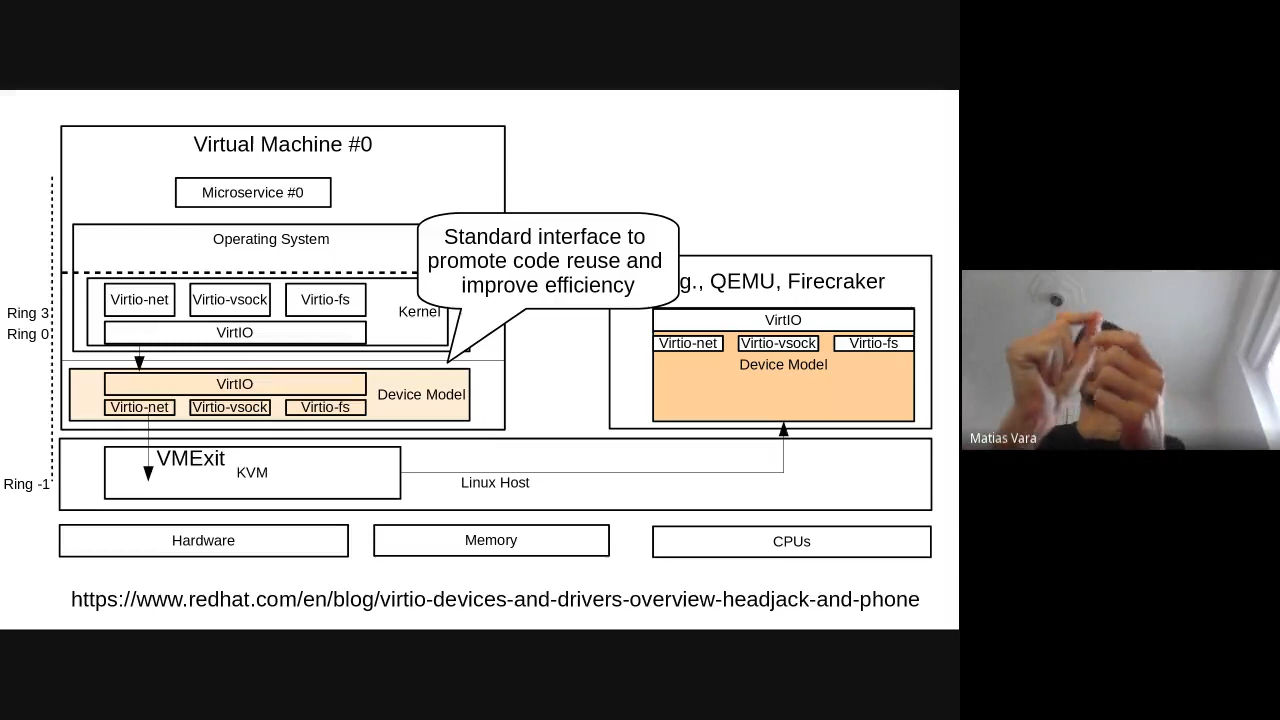 Virtual Machine #0
Microservice #0
Operating System
Standard interface to
promote code reuse and
improve efficiency
g., QEMU, Firecraker
Virtio-net
Virtio-vsock
Virtio-fs
Kernel
Ring 3
Ring 0
VirtIO
VirtIO
Virtio-net
Virtio-vsock
Virtio-fs
Device Model
VirtIO
Virtio-net
Virtio-vsock
Virtio-fs
Device Model
VMExit
KVM
Linux Host
Ring -1
Hardware
Memory
CPUs
https://www.redhat.com/en/blog/virtio-devices-and-drivers-overview-headjack-and-phone
Matias Vara